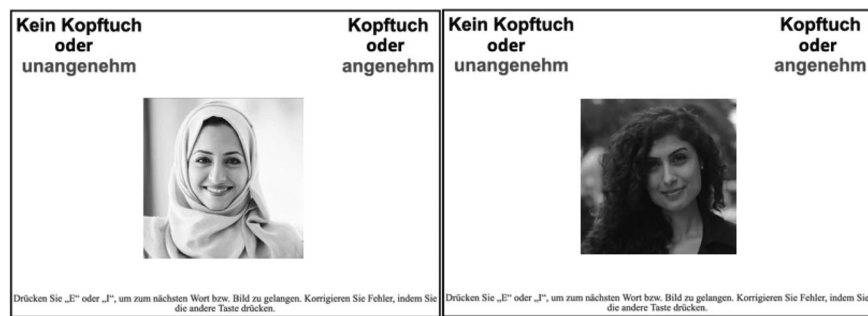 Kein Kopftuch
oder
unangenehm
Kopftuch
oder
angenehm
Drücken Sie „E“ oder „I“, um zum nächsten Wort bzw. Bild zu gelangen. Korrigieren Sie Fehler, indem Sie
die andere Taste drücken.
Kein Kopftuch
oder
unangenehm
Kopftuch
oder
angenehm
Drücken Sie „E“ oder „I“, um zum nächsten Wort bzw. Bild zu gelangen. Korrigieren Sie Fehler, indem Sie
die andere Taste drücken.